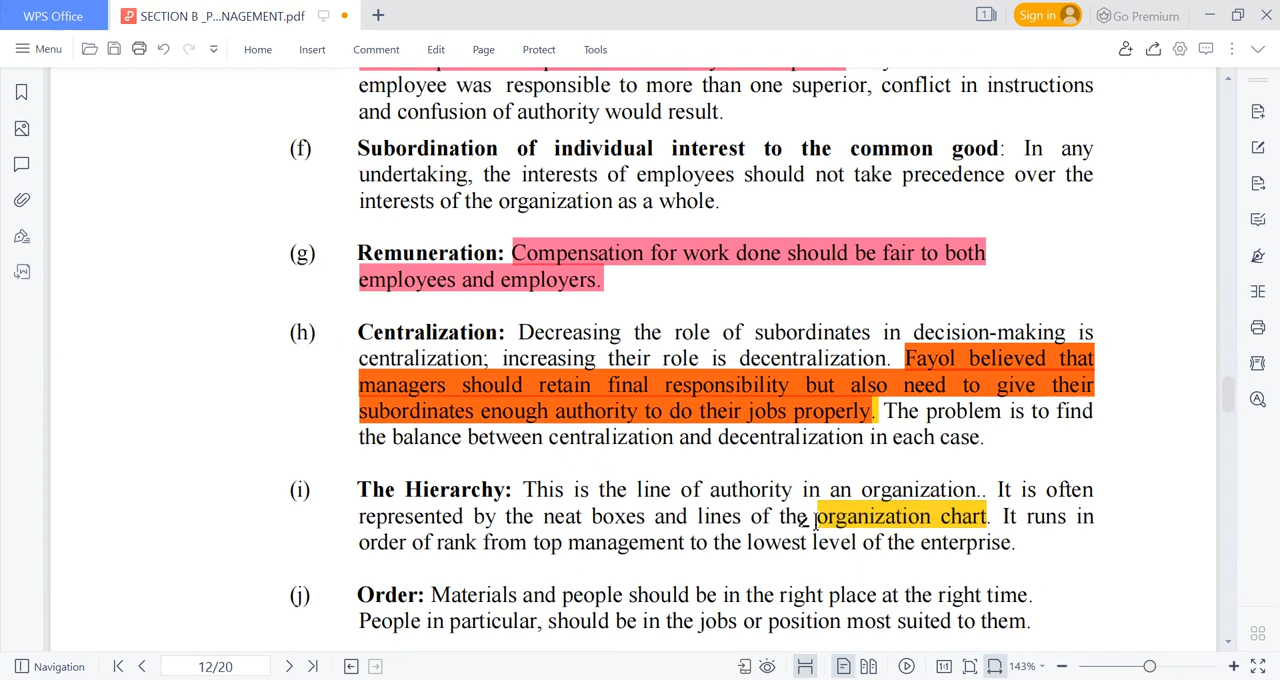 WPS Office
SECTION B _P...NAGEMENT.pdf
1
Sign in
Go Premium
Menu
Home
Insert
Comment
Edit
Page
Protect
Tools
employee was responsible to more than one superior, conflict in instructions
and confusion of authority would result.
(f) Subordination of individual interest to the common good: In any
undertaking, the interests of employees should not take precedence over the
interests of the organization as a whole.
(g) Remuneration: Compensation for work done should be fair to both
employees and employers.
(h) Centralization: Decreasing the role of subordinates in decision-making is
centralization; increasing their role is decentralization. Fayol believed that
managers should retain final responsibility but also need to give their
subordinates enough authority to do their jobs properly. The problem is to find
the balance between centralization and decentralization in each case.
(i) The Hierarchy: This is the line of authority in an organization.. It is often
represented by the neat boxes and lines of the organization chart. It runs in
order of rank from top management to the lowest level of the enterprise.
(j) Order: Materials and people should be in the right place at the right time.
People in particular, should be in the jobs or position most suited to them.
Navigation
12/20
1:1
143%